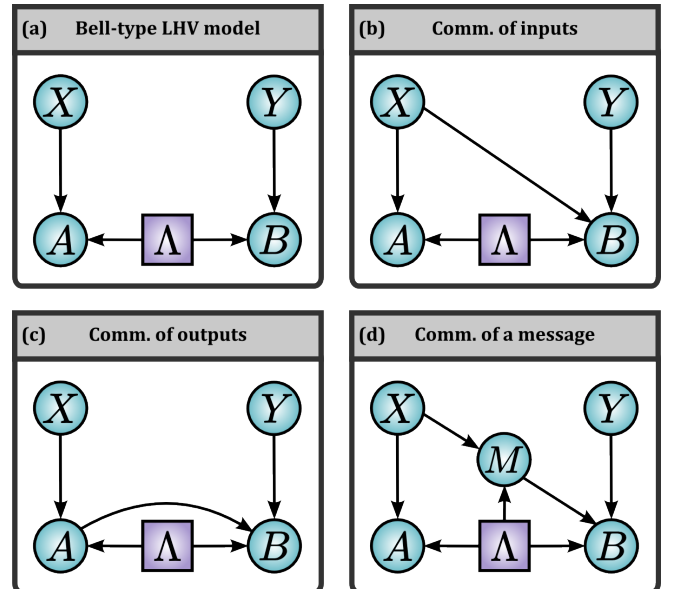 (a) Bell-type LHV model
X Y
A Λ B
(b) Comm. of inputs
X Y
A Λ B
(c) Comm. of outputs
X Y
A Λ B
(d) Comm. of a message
X Y
M
A Λ B